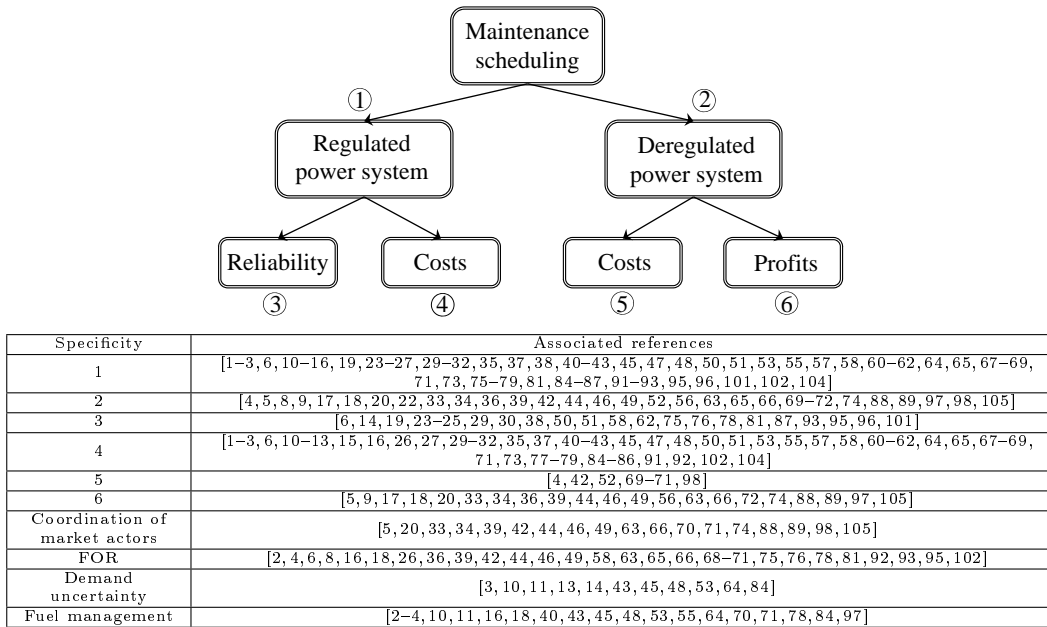 Maintenance
scheduling
① ②
Regulated
power system
Deregulated
power system
Reliability Costs Costs Profits
③ ④ ⑤ ⑥
Specificity Associated references
1 [1–3, 6, 10–16, 19, 23–27, 29–32, 35, 37, 38, 40–43, 45, 47, 48, 50, 51, 53, 55, 57, 58, 60–62, 64, 65, 67–69,
71, 73, 75–79, 81, 84–87, 91–93, 95, 96, 101, 102, 104]
2 [4, 5, 8, 9, 17, 18, 20, 22, 33, 34, 36, 39, 42, 44, 46, 49, 52, 56, 63, 65, 66, 69–72, 74, 88, 89, 97, 98, 105]
3 [6, 14, 19, 23–25, 29, 30, 38, 50, 51, 58, 62, 75, 76, 78, 81, 87, 93, 95, 96, 101]
4 [1–3, 6, 10–13, 15, 16, 26, 27, 29–32, 35, 37, 40–43, 45, 47, 48, 50, 51, 53, 55, 57, 58, 60–62, 64, 65, 67–69,
71, 73, 77–79, 84–86, 91, 92, 102, 104]
5 [4, 42, 52, 69–71, 98]
6 [5, 9, 17, 18, 20, 33, 34, 36, 39, 44, 46, 49, 56, 63, 66, 72, 74, 88, 89, 97, 105]
Coordination of
market actors
[5, 20, 33, 34, 39, 42, 44, 46, 49, 63, 66, 70, 71, 74, 88, 89, 98, 105]
FOR [2, 4, 6, 8, 16, 18, 26, 36, 39, 42, 44, 46, 49, 58, 63, 65, 66, 68–71, 75, 76, 78, 81, 92, 93, 95, 102]
Demand
uncertainty
[3, 10, 11, 13, 14, 43, 45, 48, 53, 64, 84]
Fuel management [2–4, 10, 11, 16, 18, 40, 43, 45, 48, 53, 55, 64, 70, 71, 78, 84, 97]